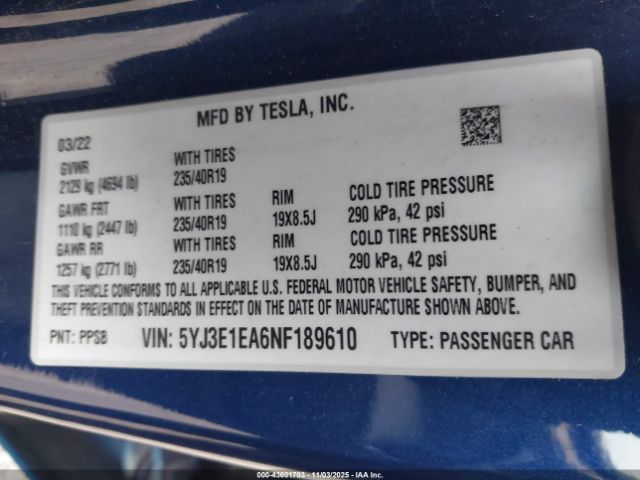 MFD BY TESLA, INC.
03/22
GVWR WITH TIRES
2129 kg (4694 lb) 235/40R19
GAWR FRT WITH TIRES RIM COLD TIRE PRESSURE
1110 kg (2447 lb) 235/40R19 19X8.5J 290 kPa, 42 psi
GAWR RR WITH TIRES RIM COLD TIRE PRESSURE
1257 kg (2771 lb) 235/40R19 19X8.5J 290 kPa, 42 psi
THIS VEHICLE CONFORMS TO ALL APPLICABLE U.S. FEDERAL MOTOR VEHICLE SAFETY, BUMPER, AND
THEFT PREVENTION STANDARDS IN EFFECT ON THE DATE OF MANUFACTURE SHOWN ABOVE.
PNT: PPSB VIN: 5YJ3E1EA6NF189610 TYPE: PASSENGER CAR
000-43601703 - 11/03/2025 - IAA Inc.